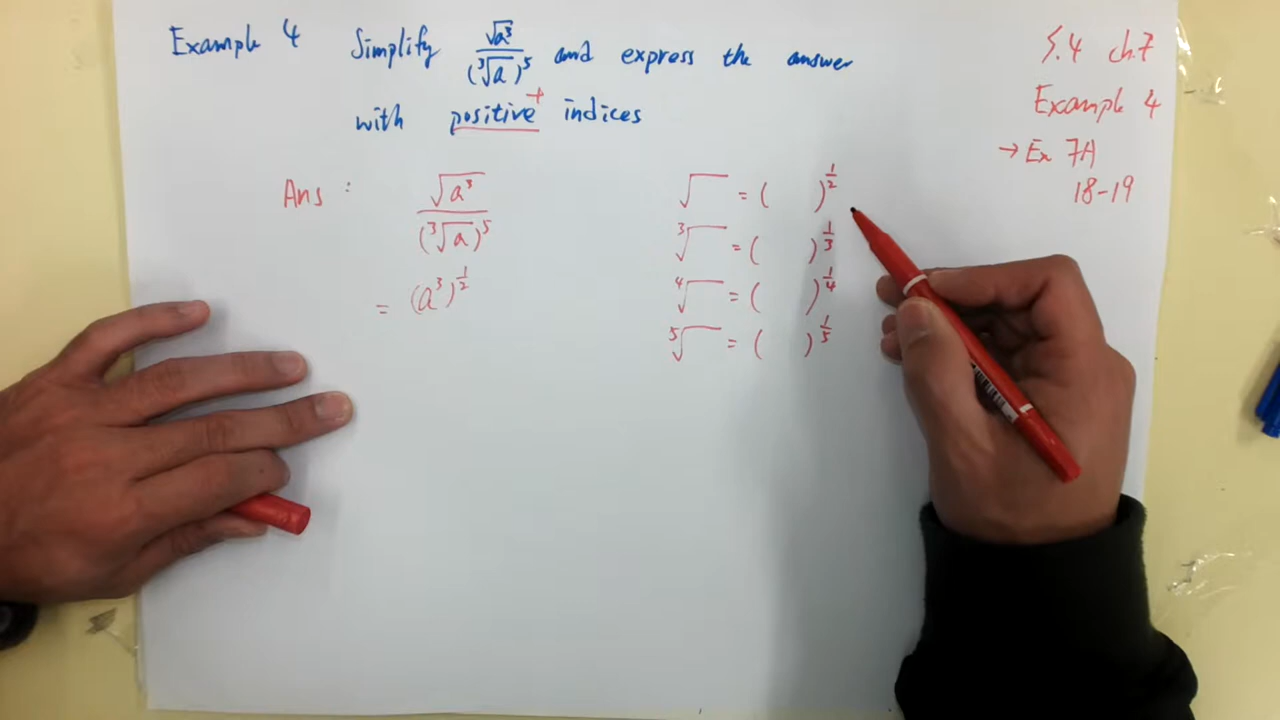 Example 4 Simplify √a³ / (³√a)⁵ and express the answer
with positive + indices
S.4 ch.7
Example 4
→ Ex 7A
18-19
Ans :
√a³ / (³√a)⁵
= (a³)^(1/2)
√ = ( )^(1/2)
³√ = ( )^(1/3)
⁴√ = ( )^(1/4)
⁵√ = ( )^(1/5)